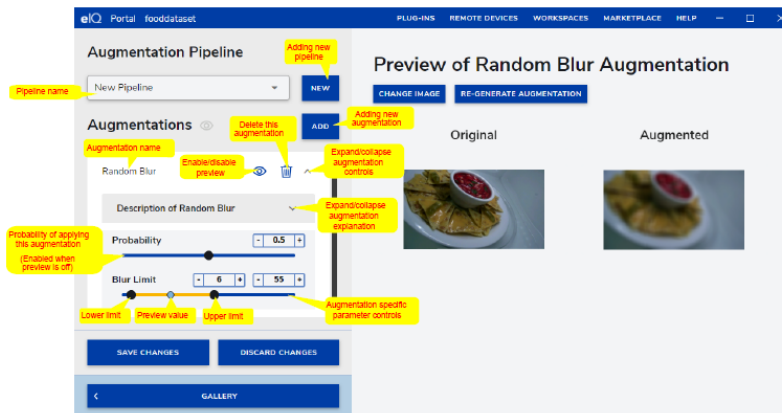 eIQ Portal fooddataset
PLUG-INS REMOTE DEVICES WORKSPACES MARKETPLACE HELP
Augmentation Pipeline
Adding new
pipeline
Pipeline name
New Pipeline
NEW
Augmentations
Delete this
augmentation
ADD
Adding new
augmentation
Augmentation name
Random Blur
Enable/disable
preview
Expand/collapse
augmentation
controls
Description of Random Blur
Expand/collapse
augmentation
explanation
Probability of applying
this augmentation
(Enabled when
preview is off)
Probability
- 0.5 +
Blur Limit
- 6 +
- 55 +
Lower limit
Preview value
Upper limit
Augmentation specific
parameter controls
SAVE CHANGES
DISCARD CHANGES
GALLERY
Preview of Random Blur Augmentation
CHANGE IMAGE
RE-GENERATE AUGMENTATION
Original
Augmented